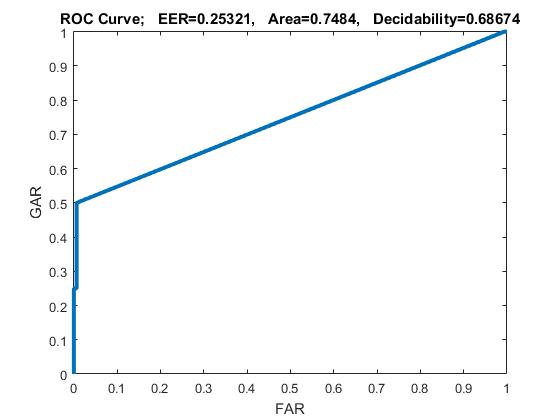 ROC Curve;   EER=0.25321,   Area=0.7484,   Decidability=0.68674
1
0.9
0.8
0.7
0.6
0.5
0.4
0.3
0.2
0.1
0
GAR
0 0.1 0.2 0.3 0.4 0.5 0.6 0.7 0.8 0.9 1
FAR